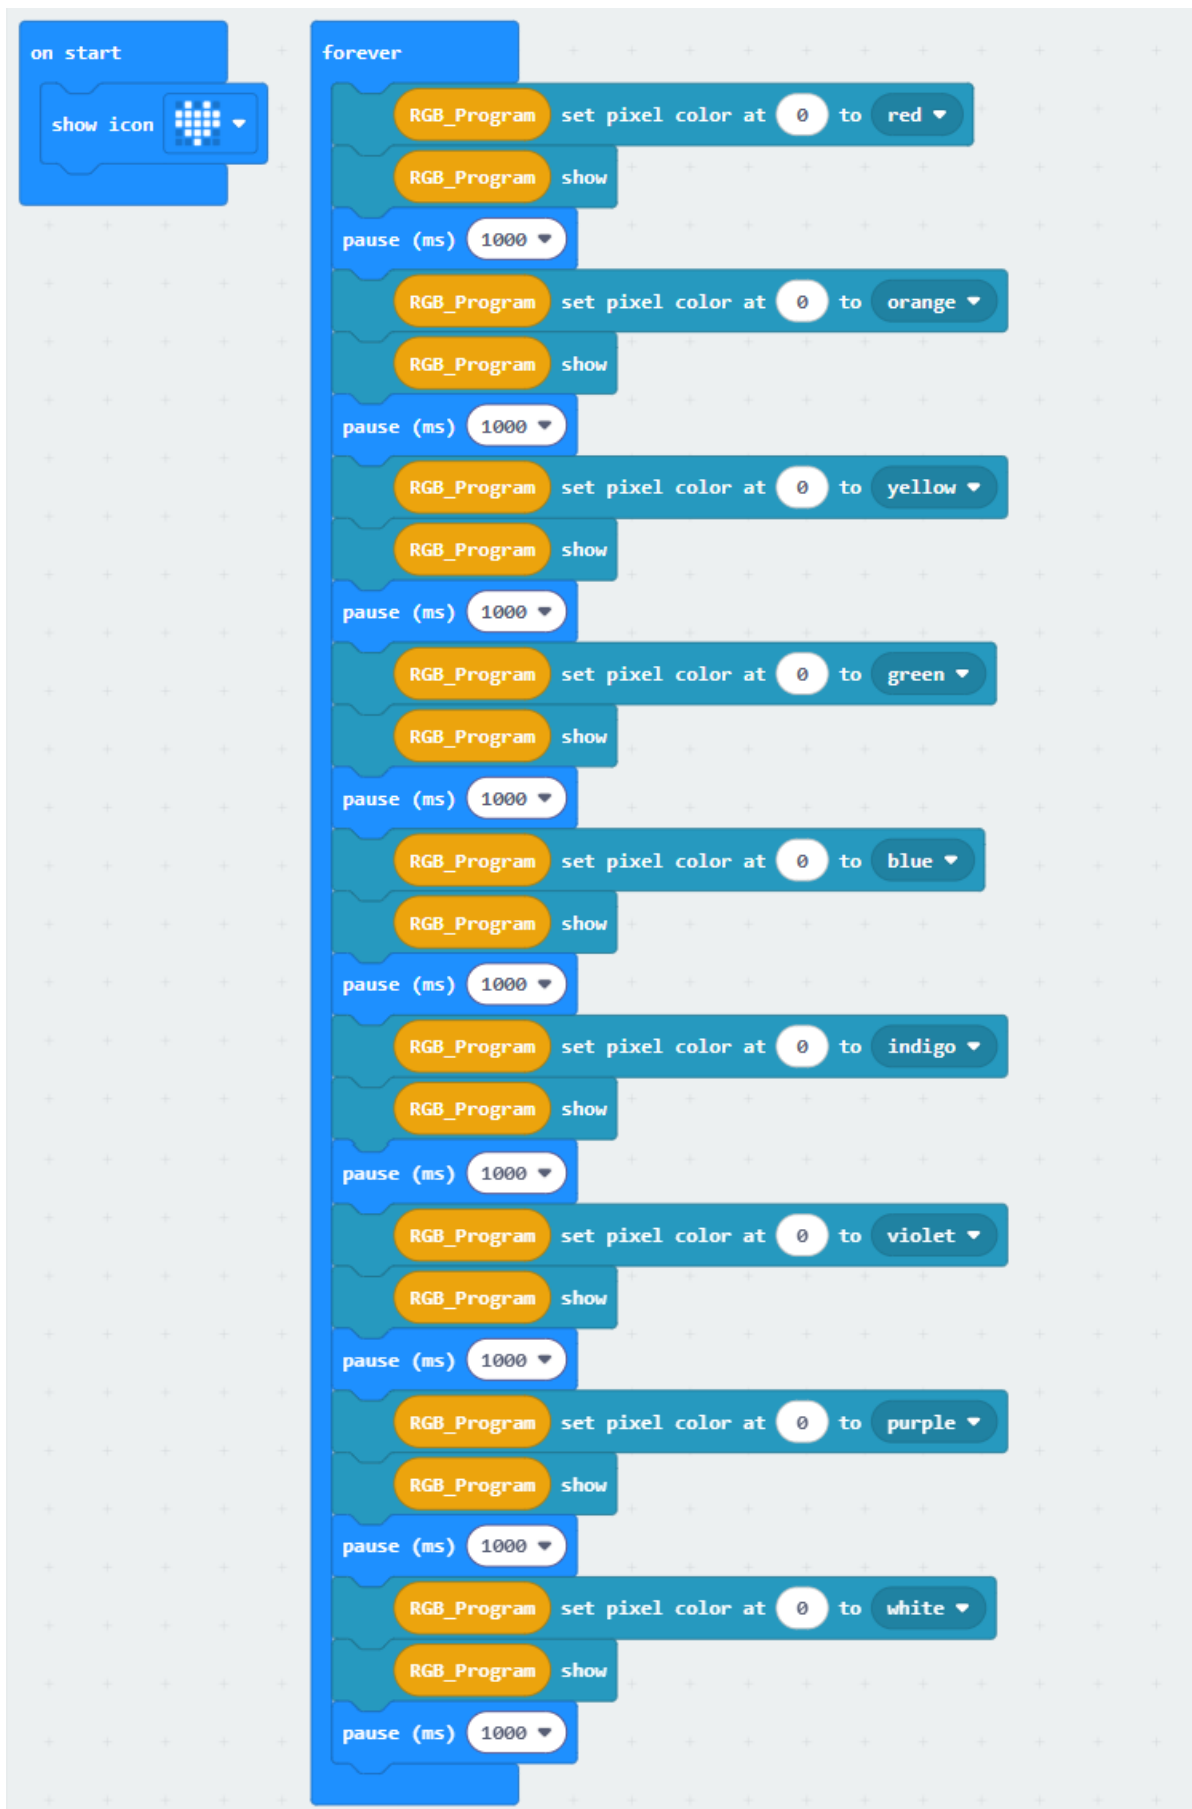 on start
show icon
forever
RGB_Program set pixel color at 0 to red
RGB_Program show
pause (ms) 1000
RGB_Program set pixel color at 0 to orange
RGB_Program show
pause (ms) 1000
RGB_Program set pixel color at 0 to yellow
RGB_Program show
pause (ms) 1000
RGB_Program set pixel color at 0 to green
RGB_Program show
pause (ms) 1000
RGB_Program set pixel color at 0 to blue
RGB_Program show
pause (ms) 1000
RGB_Program set pixel color at 0 to indigo
RGB_Program show
pause (ms) 1000
RGB_Program set pixel color at 0 to violet
RGB_Program show
pause (ms) 1000
RGB_Program set pixel color at 0 to purple
RGB_Program show
pause (ms) 1000
RGB_Program set pixel color at 0 to white
RGB_Program show
pause (ms) 1000